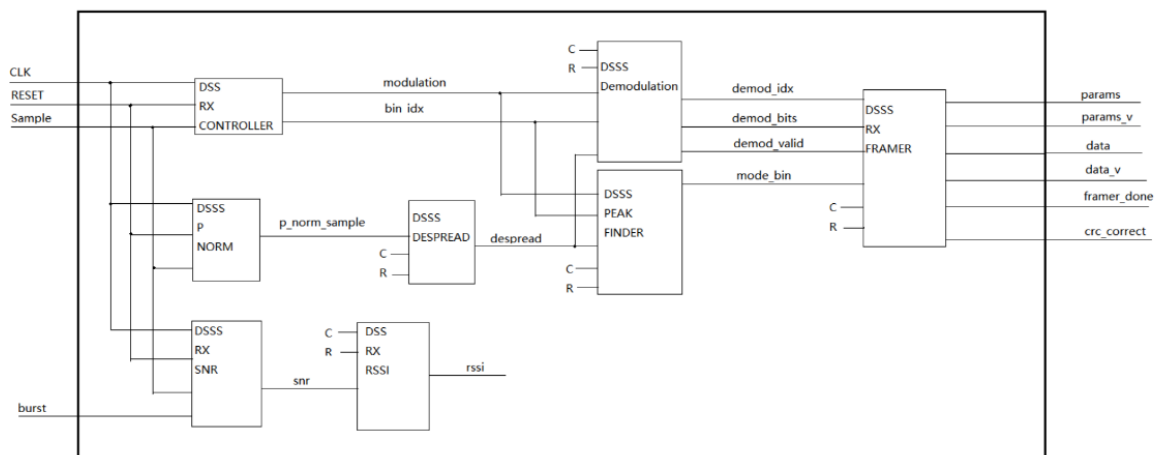 CLK
RESET
Sample
burst
DSS
RX
CONTROLLER
modulation
bin_idx
C
R
DSSS
Demodulation
demod_idx
demod_bits
demod_valid
DSSS
RX
FRAMER
C
R
params
params_v
data
data_v
framer_done
crc_correct
DSSS
P
NORM
p_norm_sample
DSSS
DESPREAD
C
R
despread
DSSS
PEAK
FINDER
C
R
mode_bin
DSSS
RX
SNR
snr
C
R
DSS
RX
RSSI
rssi